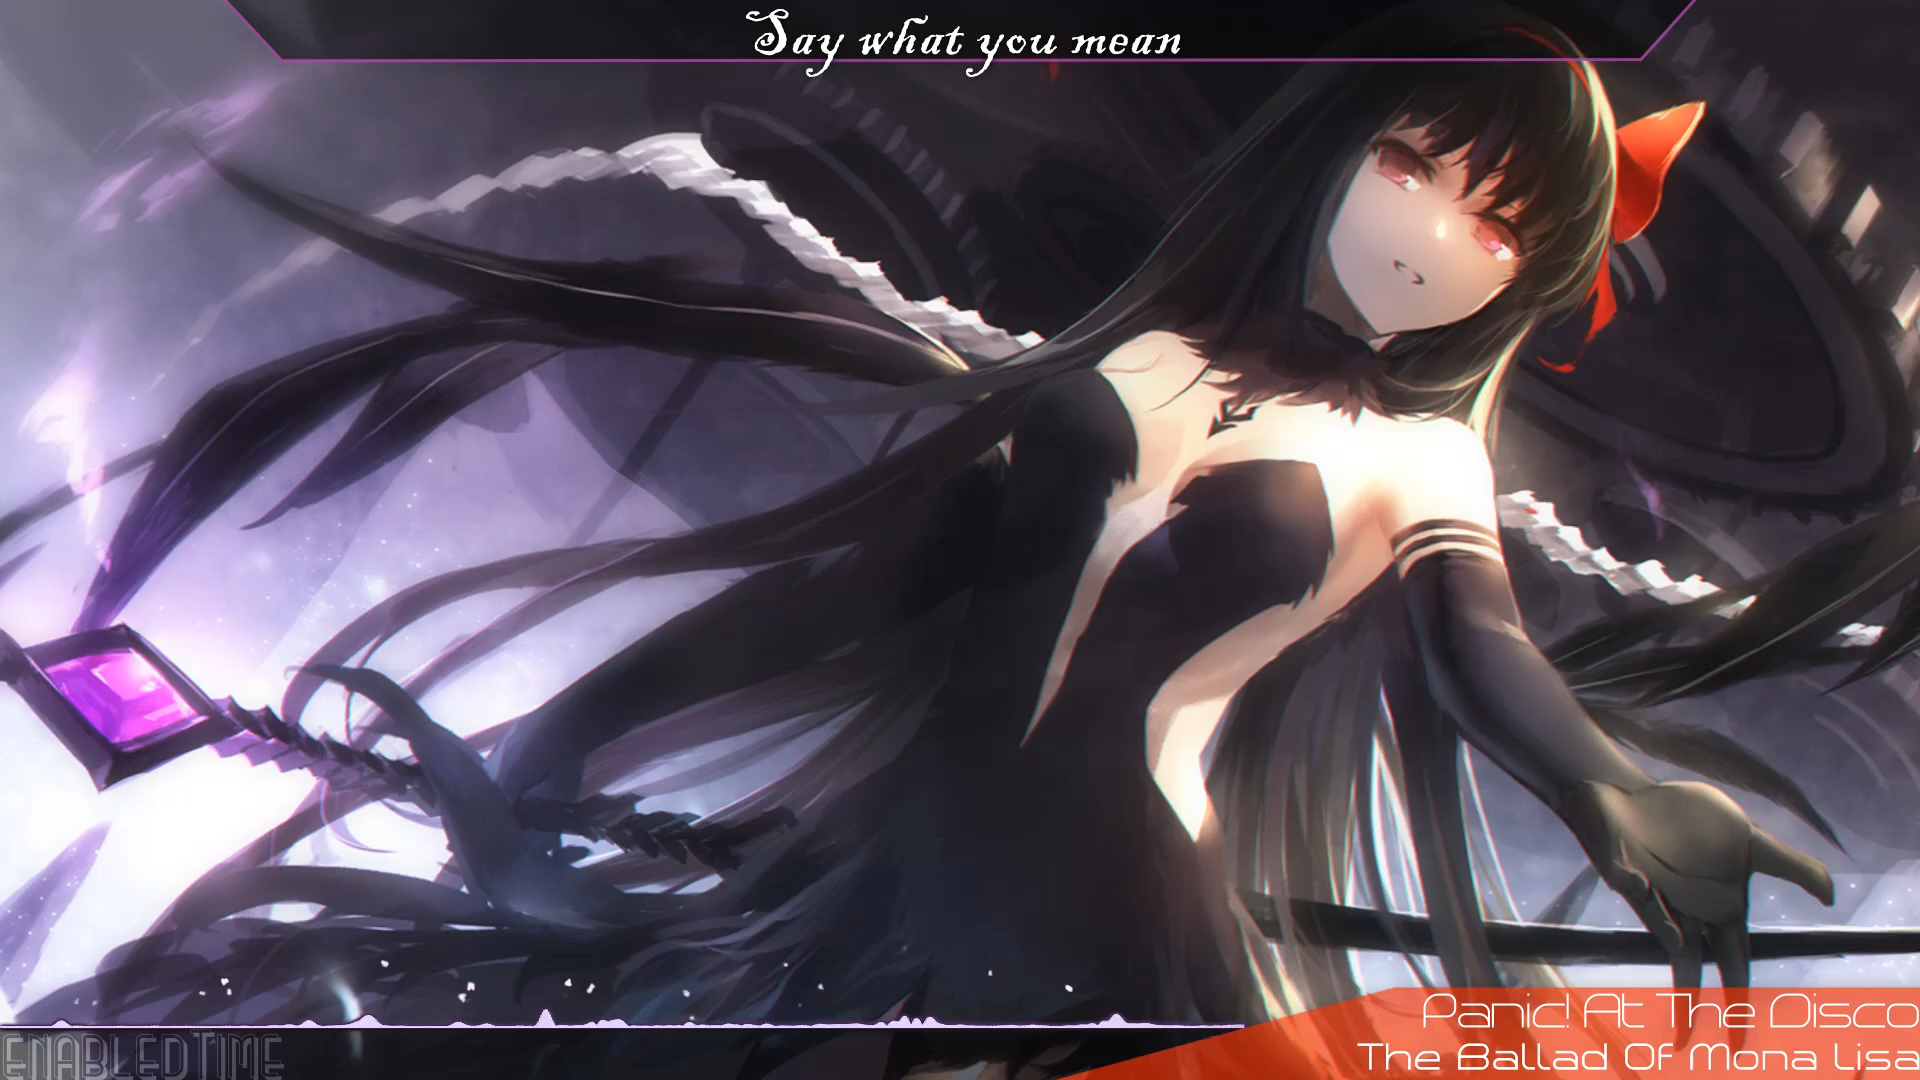 Say what you mean
Panic! At The Disco
The Ballad Of Mona Lisa
ENABLEDTIME